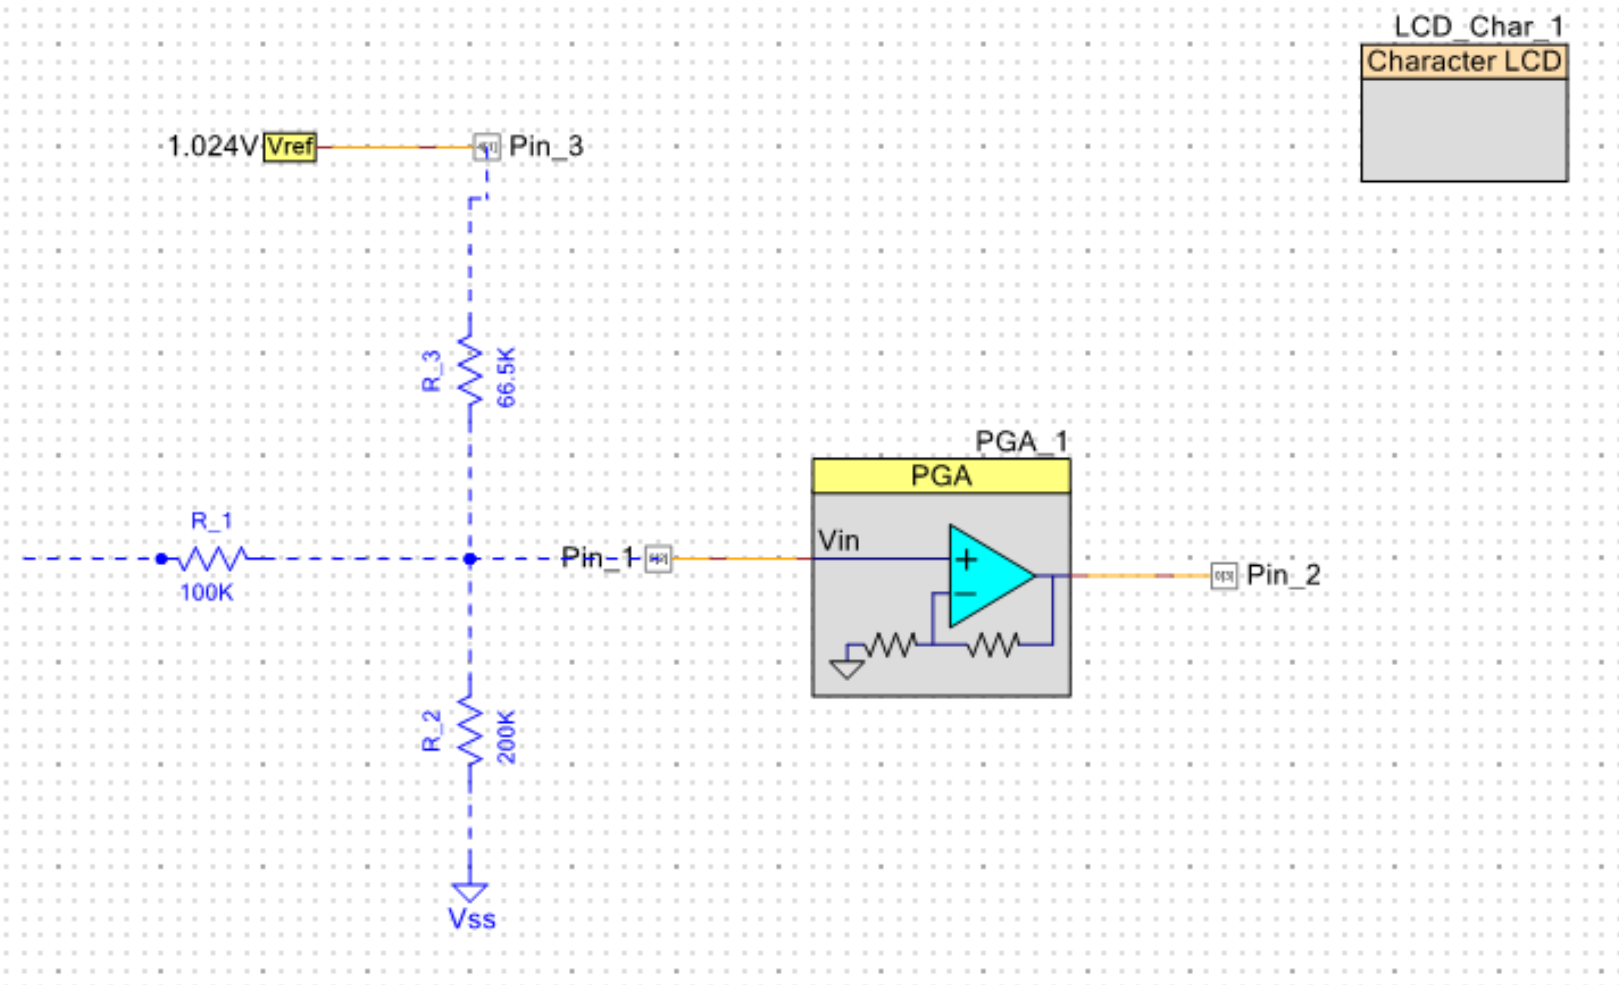 LCD_Char_1
Character LCD
1.024V
Vref
Pin_3
R_3
66.5K
PGA_1
PGA
R_1
100K
Pin_1
Vin
Pin_2
R_2
200K
Vss